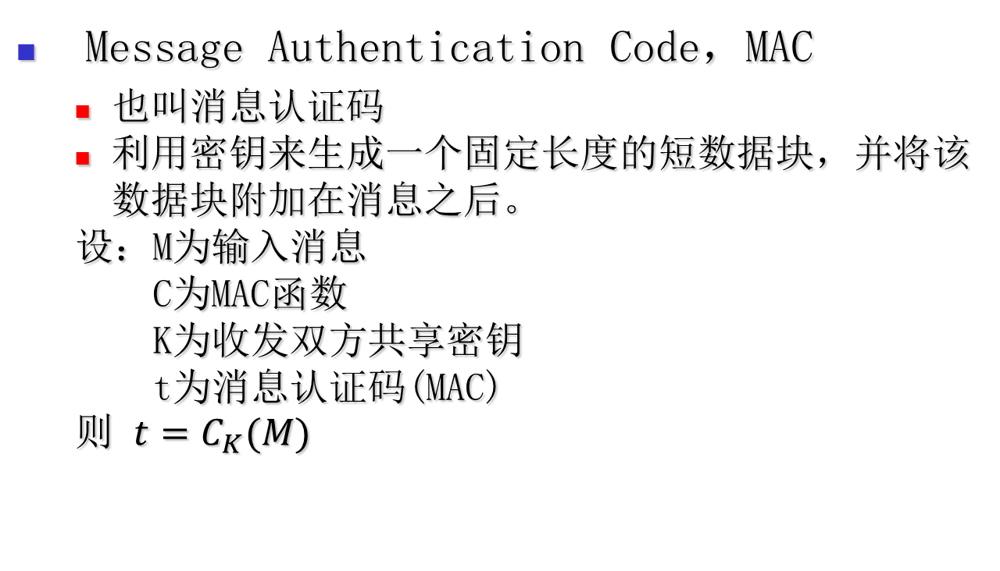 Message Authentication Code，MAC
也叫消息认证码
利用密钥来生成一个固定长度的短数据块，并将该
数据块附加在消息之后。
设：M为输入消息
C为MAC函数
K为收发双方共享密钥
t为消息认证码(MAC)
则 t = C_K(M)